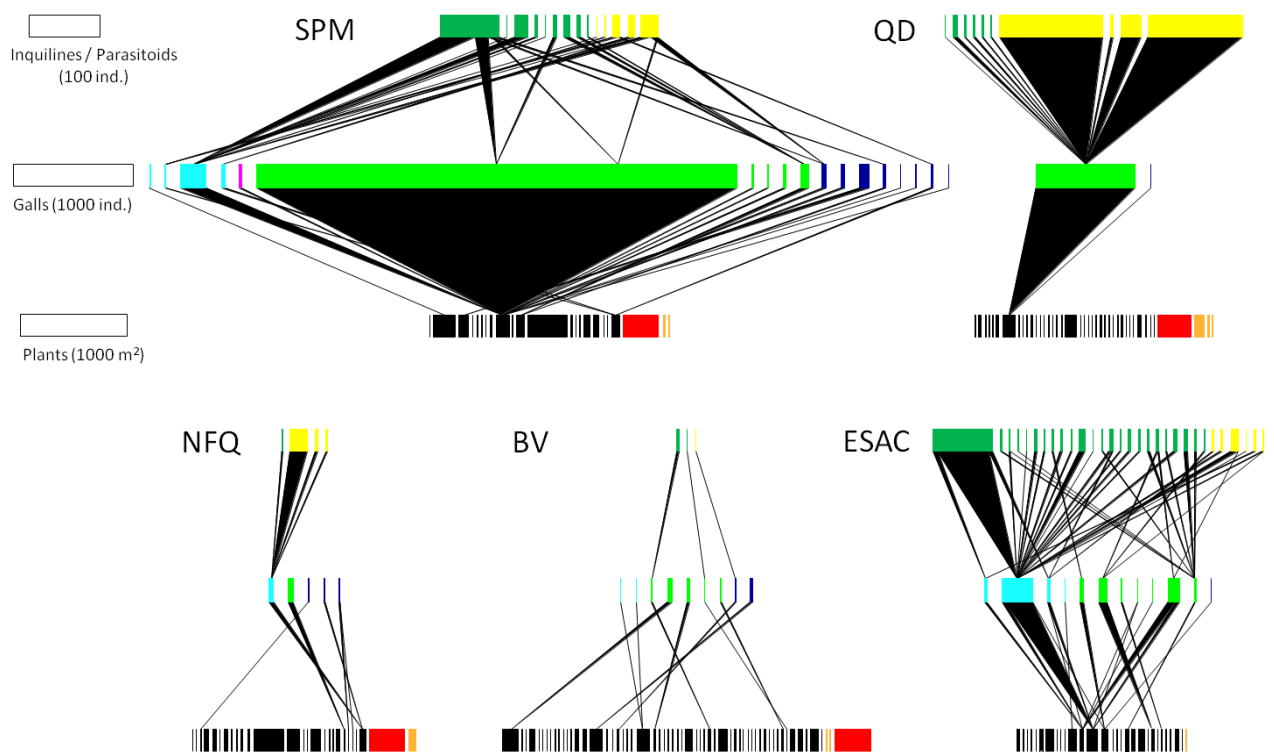 SPM
QD
Inquilines / Parasitoids
(100 ind.)
Galls (1000 ind.)
Plants (1000 m²)
NFQ
BV
ESAC